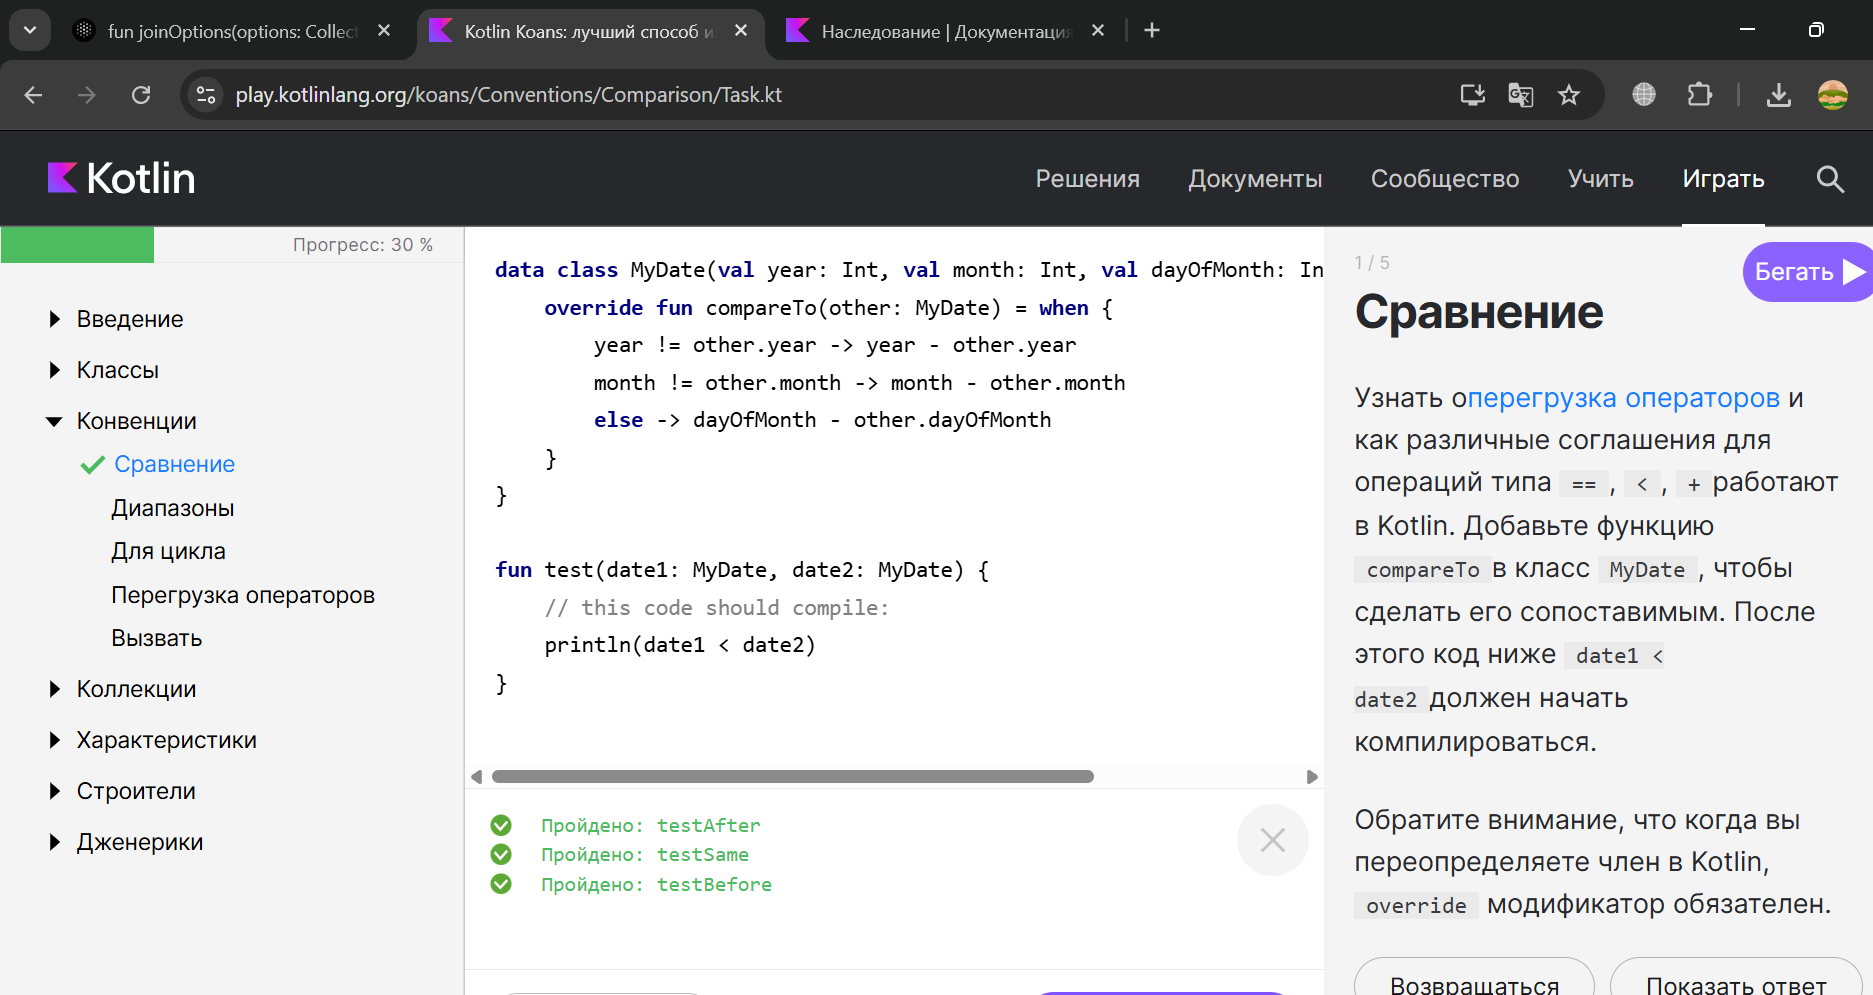 fun joinOptions(options: Collect
Kotlin Koans: лучший способ и
Наследование | Документация
play.kotlinlang.org/koans/Conventions/Comparison/Task.kt
Kotlin
Решения
Документы
Сообщество
Учить
Играть
Прогресс: 30 %
Введение
Классы
Конвенции
Сравнение
Диапазоны
Для цикла
Перегрузка операторов
Вызвать
Коллекции
Характеристики
Строители
Дженерики
data class MyDate(val year: Int, val month: Int, val dayOfMonth: In
override fun compareTo(other: MyDate) = when {
year != other.year -> year - other.year
month != other.month -> month - other.month
else -> dayOfMonth - other.dayOfMonth
}
}
fun test(date1: MyDate, date2: MyDate) {
// this code should compile:
println(date1 < date2)
}
Пройдено: testAfter
Пройдено: testSame
Пройдено: testBefore
1 / 5
Бегать
Сравнение
Узнать оперегрузка операторов и
как различные соглашения для
операций типа == , < , + работают
в Kotlin. Добавьте функцию
compareTo в класс MyDate , чтобы
сделать его сопоставимым. После
этого код ниже date1 <
date2 должен начать
компилироваться.
Обратите внимание, что когда вы
переопределяете член в Kotlin,
override модификатор обязателен.
Возвращаться
Показать ответ